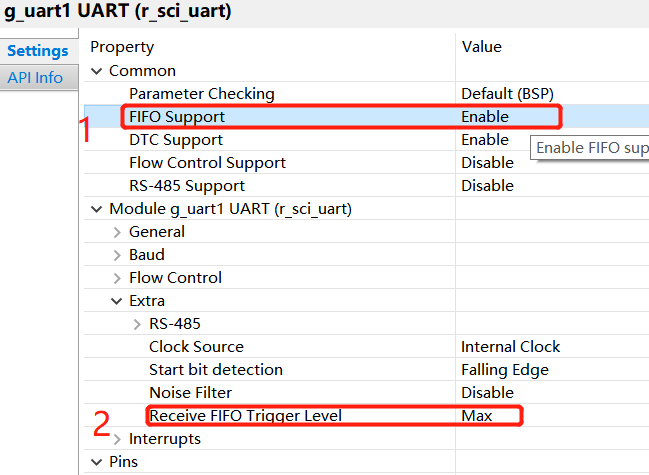 g_uart1 UART (r_sci_uart)
Settings
API Info
Property Value
Common
Parameter Checking Default (BSP)
1 FIFO Support Enable
DTC Support Enable
Enable FIFO sup
Flow Control Support Disable
RS-485 Support Disable
Module g_uart1 UART (r_sci_uart)
General
Baud
Flow Control
Extra
RS-485
Clock Source Internal Clock
Start bit detection Falling Edge
Noise Filter Disable
2 Receive FIFO Trigger Level Max
Interrupts
Pins